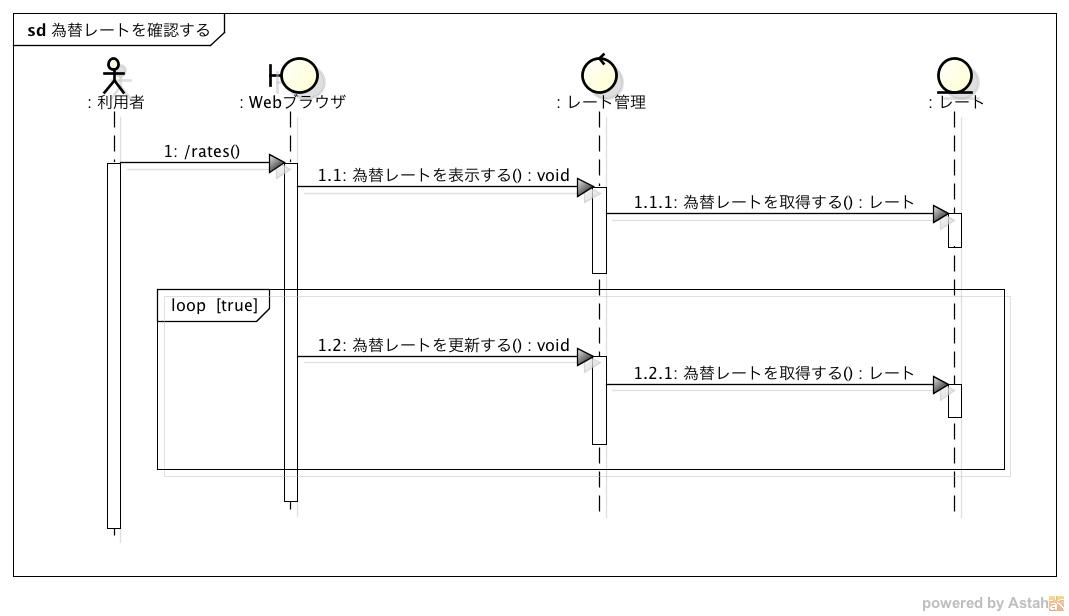 sd 為替レートを確認する
: 利用者
: Webブラウザ
: レート管理
: レート
1: /rates()
1.1: 為替レートを表示する() : void
1.1.1: 為替レートを取得する() : レート
loop [true]
1.2: 為替レートを更新する() : void
1.2.1: 為替レートを取得する() : レート
powered by Astah